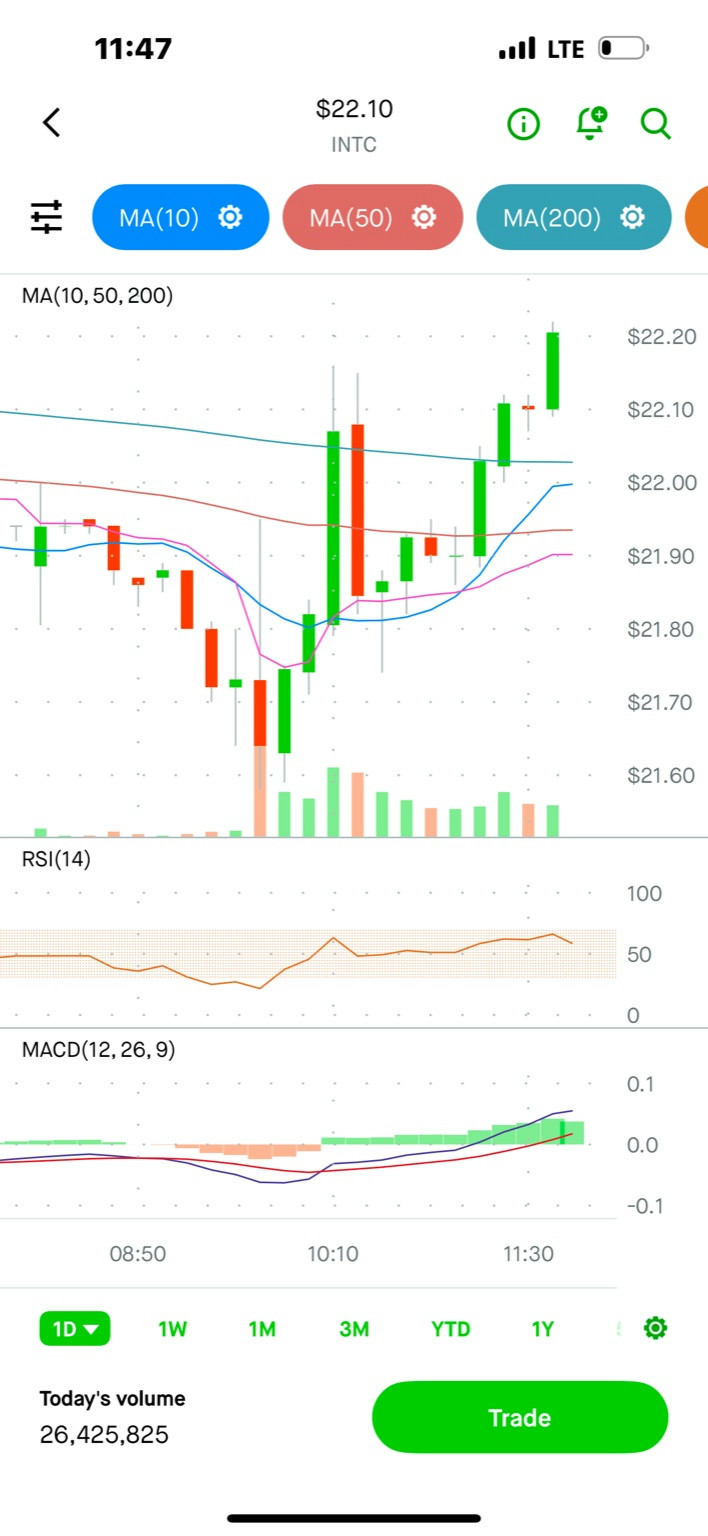 11:47
LTE
$22.10
INTC
MA(10)
MA(50)
MA(200)
MA(10, 50, 200)
$22.20
$22.10
$22.00
$21.90
$21.80
$21.70
$21.60
RSI(14)
100
50
0
MACD(12, 26, 9)
0.1
0.0
-0.1
08:50
10:10
11:30
1D
1W
1M
3M
YTD
1Y
Today's volume
26,425,825
Trade